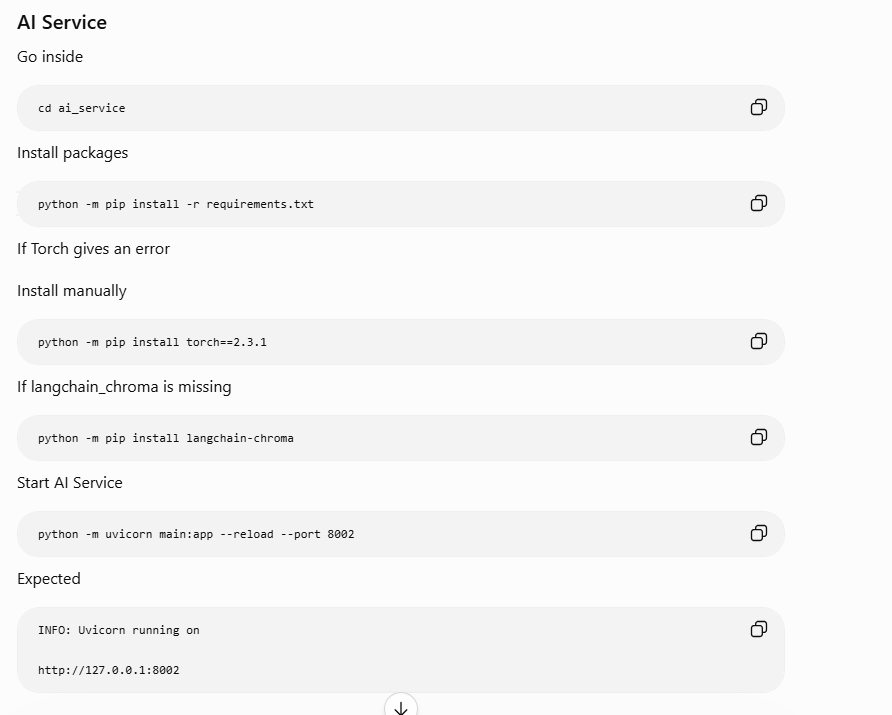 AI Service
Go inside
cd ai_service
Install packages
python -m pip install -r requirements.txt
If Torch gives an error
Install manually
python -m pip install torch==2.3.1
If langchain_chroma is missing
python -m pip install langchain-chroma
Start AI Service
python -m uvicorn main:app --reload --port 8002
Expected
INFO: Uvicorn running on
http://127.0.0.1:8002